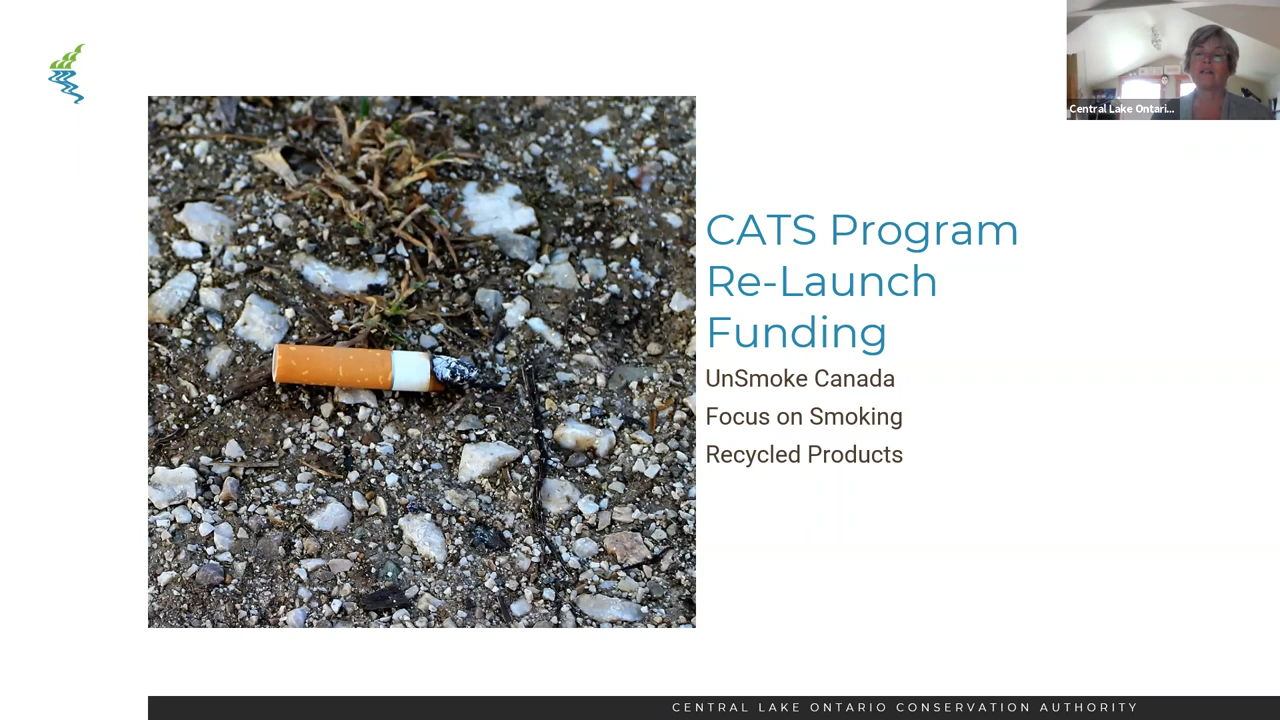 Central Lake Ontari...
CATS Program
Re-Launch
Funding
UnSmoke Canada
Focus on Smoking
Recycled Products
CENTRAL LAKE ONTARIO CONSERVATION AUTHORITY